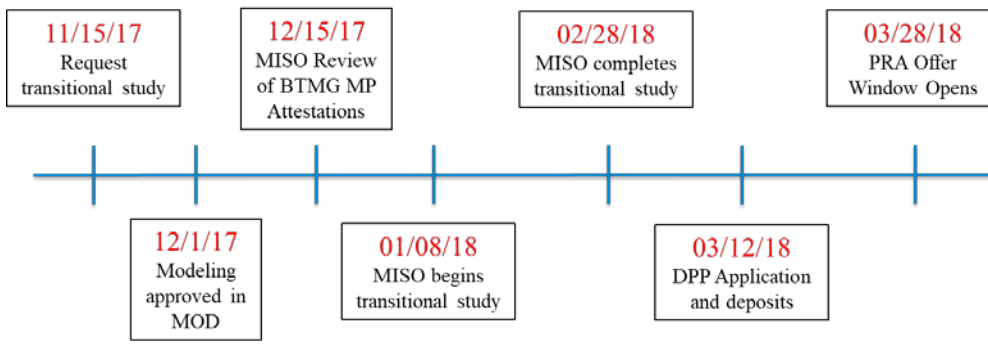 11/15/17
Request
transitional study
12/1/17
Modeling
approved in
MOD
12/15/17
MISO Review
of BTMG MP
Attestations
01/08/18
MISO begins
transitional study
02/28/18
MISO completes
transitional study
03/12/18
DPP Application
and deposits
03/28/18
PRA Offer
Window Opens